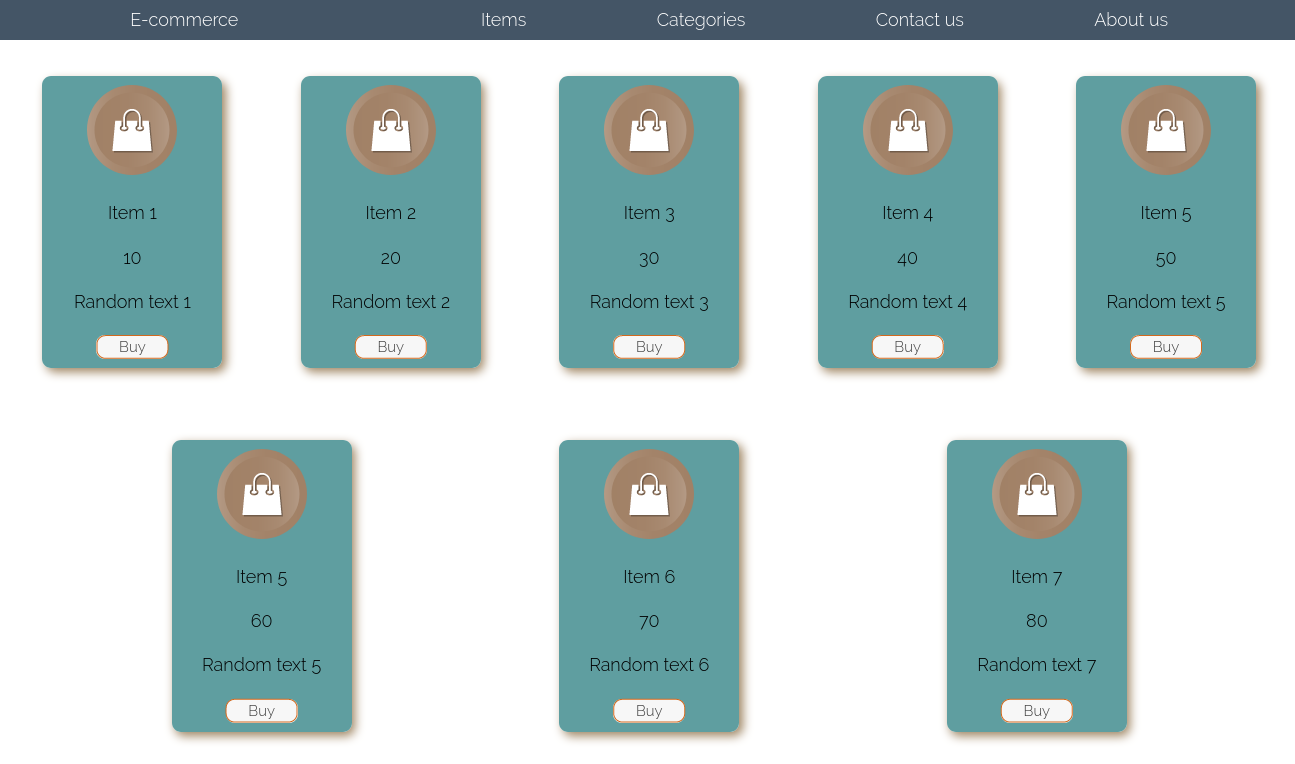 E-commerce Items Categories Contact us About us
Item 1 Item 2 Item 3 Item 4 Item 5
10 20 30 40 50
Random text 1 Random text 2 Random text 3 Random text 4 Random text 5
Buy Buy Buy Buy Buy
Item 5 Item 6 Item 7
60 70 80
Random text 5 Random text 6 Random text 7
Buy Buy Buy